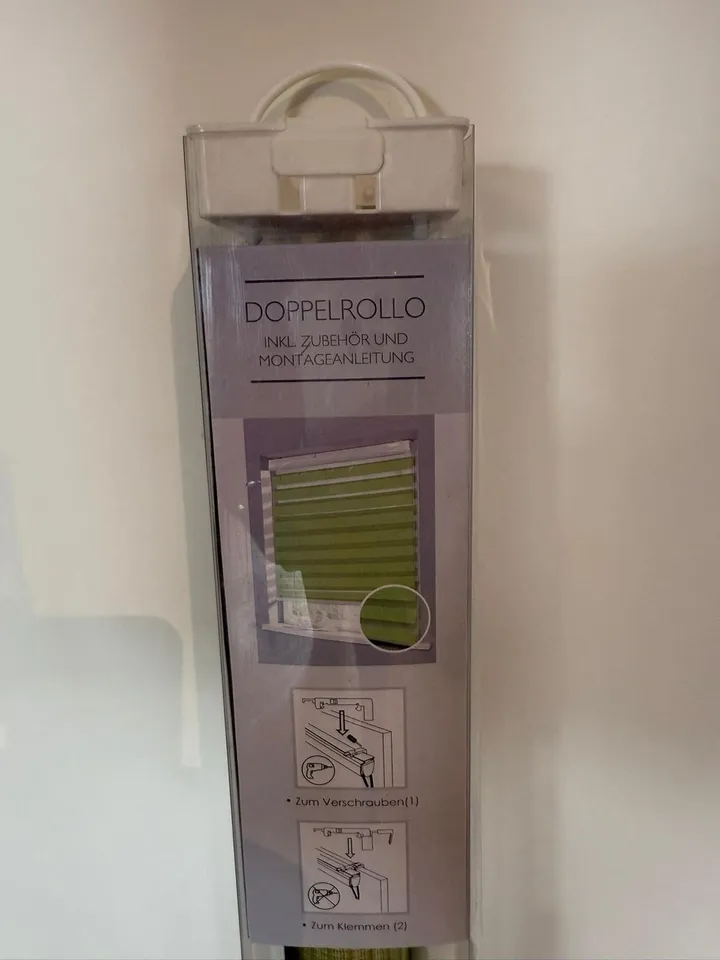 DOPPELROLLO
INKL. ZUBEHÖR UND
MONTAGEANLEITUNG
• Zum Verschrauben(1)
• Zum Klemmen (2)